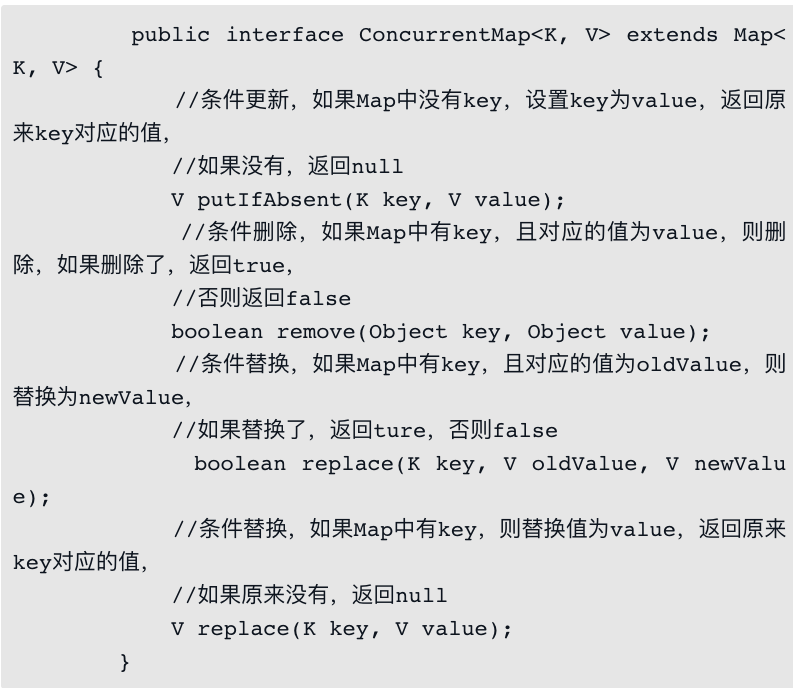 public interface ConcurrentMap<K, V> extends Map<
K, V> {
//条件更新，如果Map中没有key，设置key为value，返回原
来key对应的值，
//如果没有，返回null
V putIfAbsent(K key, V value);
//条件删除，如果Map中有key，且对应的值为value，则删
除，如果删除了，返回true，
//否则返回false
boolean remove(Object key, Object value);
//条件替换，如果Map中有key，且对应的值为oldValue，则
替换为newValue，
//如果替换了，返回ture，否则false
boolean replace(K key, V oldValue, V newValu
e);
//条件替换，如果Map中有key，则替换值为value，返回原来
key对应的值，
//如果原来没有，返回null
V replace(K key, V value);
}